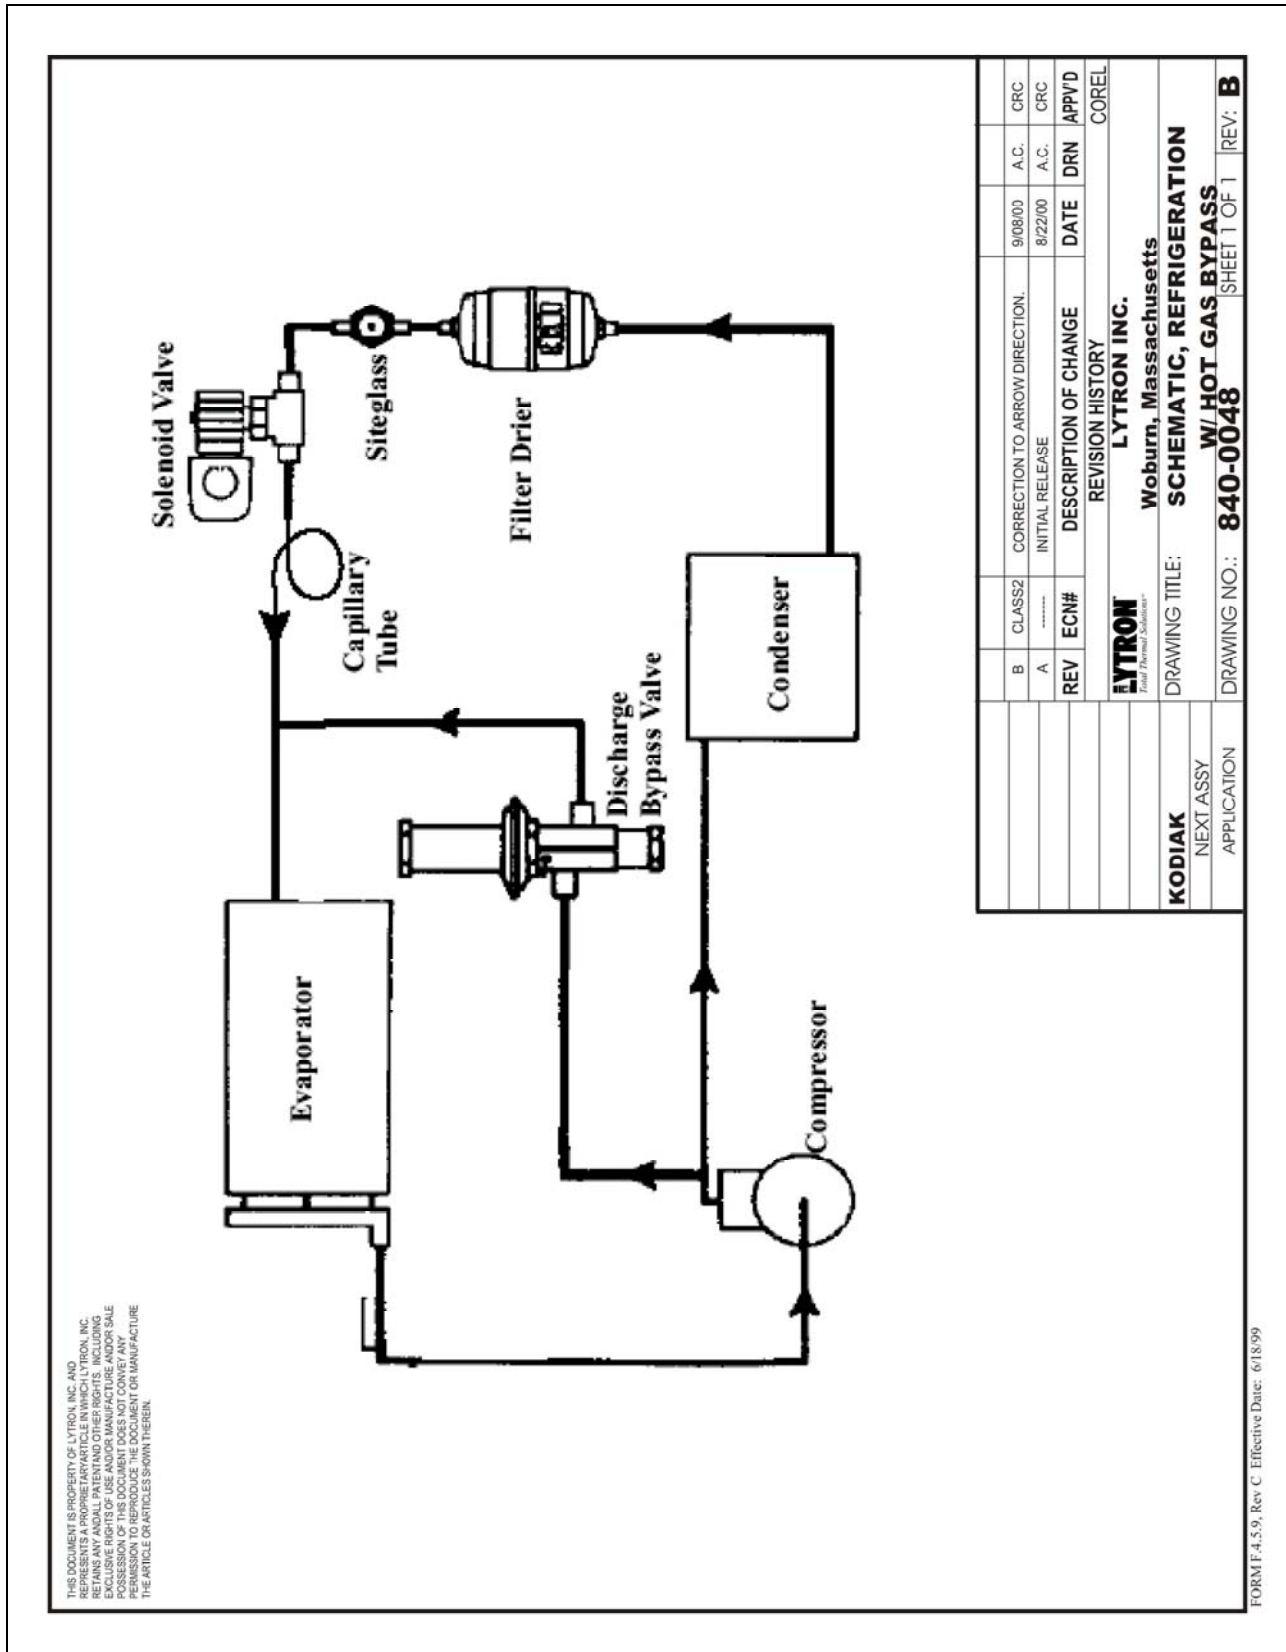 THIS DOCUMENT IS PROPERTY OF LYTRON, INC. AND
REPRESENTS A PROPRIETARYARTICLE IN WHICH LYTRON, INC.
RETAINS ANY ANDALL PATENTAND OTHER RIGHTS. INCLUDING
EXCLUSIVE RIGHTS OF USE AND/OR MANUFACTURE AND/OR SALE
POSSESSION OF THIS DOCUMENT DOES NOT CONVEY ANY
PERMISSION TO REPRODUCE THE DOCUMENT OR MANUFACTURE
THE ARTICLE OR ARTICLES SHOWN THEREIN.
Solenoid Valve
Evaporator
Capillary
Tube
Siteglass
Filter Drier
Discharge
Bypass Valve
Condenser
Compressor
B CLASS2 CORRECTION TO ARROW DIRECTION. 9/08/00 A.C. CRC
A ------- INITIAL RELEASE 8/22/00 A.C. CRC
REV ECN# DESCRIPTION OF CHANGE DATE DRN APPV'D
REVISION HISTORY COREL
LYTRON
Total Thermal Solutions
LYTRON INC.
Woburn, Massachusetts
KODIAK
NEXT ASSY
APPLICATION
DRAWING TITLE: SCHEMATIC, REFRIGERATION
W/ HOT GAS BYPASS
DRAWING NO.: 840-0048 SHEET 1 OF 1 REV: B
FORM F.4.5.9, Rev C Effective Date: 6/18/99